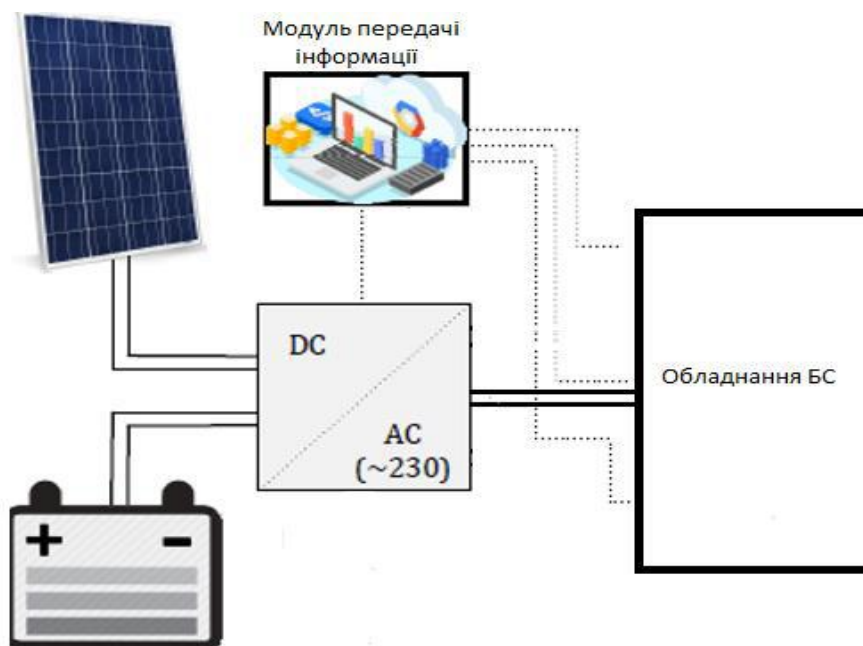 Модуль передачі
інформації
DC
AC
(~230)
Обладнання БС
+ -